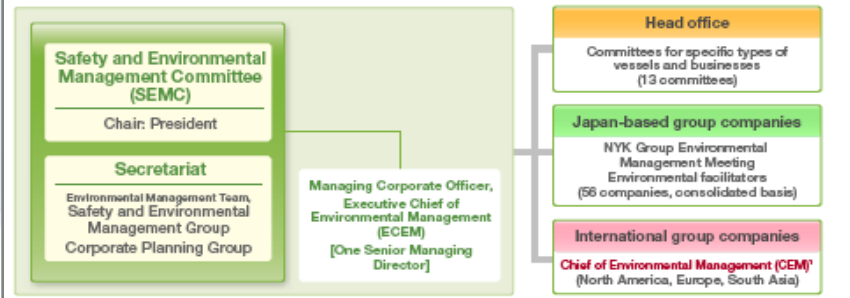 Safety and Environmental
Management Committee
(SEMC)
Chair: President
Secretariat
Environmental Management Team,
Safety and Environmental
Management Group
Corporate Planning Group
Managing Corporate Officer,
Executive Chief of
Environmental Management
(ECEM)
[One Senior Managing
Director]
Head office
Committees for specific types of
vessels and businesses
(13 committees)
Japan-based group companies
NYK Group Environmental
Management Meeting
Environmental facilitators
(56 companies, consolidated basis)
International group companies
Chief of Environmental Management (CEM)¹
(North America, Europe, South Asia)